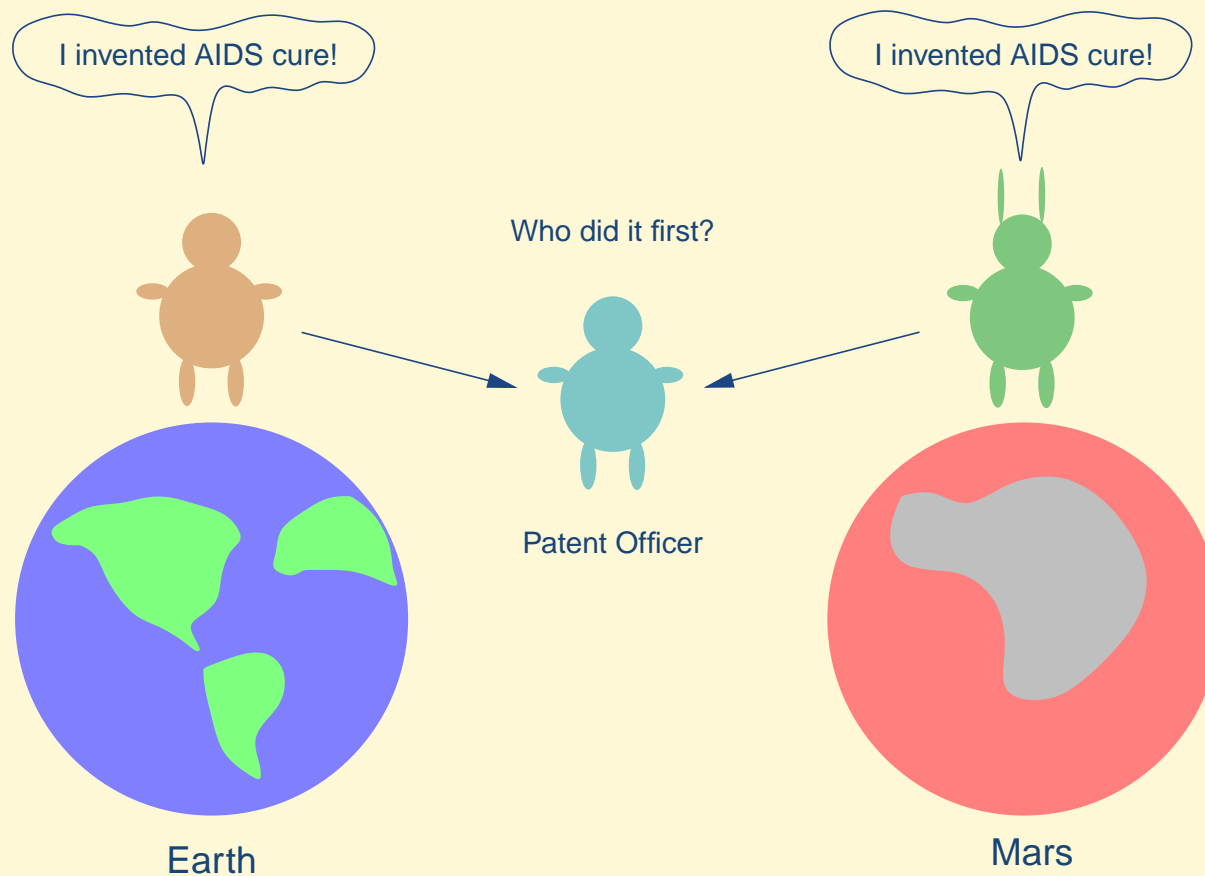 I invented AIDS cure!
I invented AIDS cure!
Who did it first?
Patent Officer
Earth
Mars